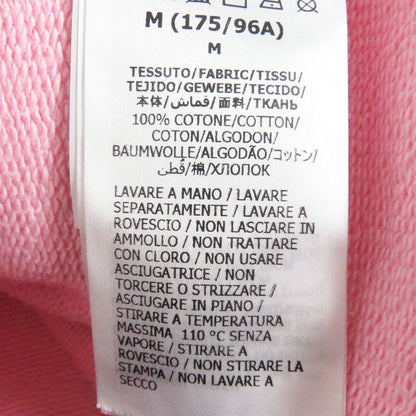 M (175/96A)
M
TESSUTO/FABRIC/TISSU/
TEJIDO/GEWEBE/TECIDO/
本体/قماش/面料/ТКАНЬ
100% COTONE/COTTON/
COTON/ALGODON/
BAUMWOLLE/ALGODÃO/コットン/
قطن/棉/ХЛОПОК
LAVARE A MANO / LAVARE
SEPARATAMENTE / LAVARE A
ROVESCIO / NON LASCIARE IN
AMMOLLO / NON TRATTARE
CON CLORO / NON USARE
ASCIUGATRICE / NON
TORCERE O STRIZZARE /
ASCIUGARE IN PIANO /
STIRARE A TEMPERATURA
MASSIMA 110°C SENZA
VAPORE / STIRARE A
ROVESCIO / NON STIRARE LA
STAMPA / NON LAVARE A
SECCO